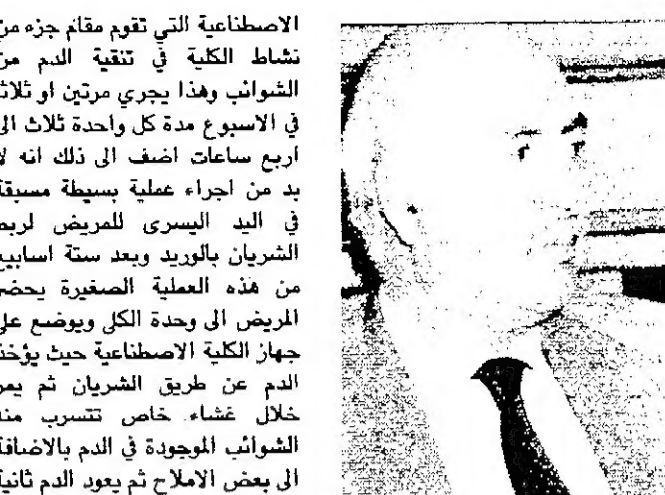 الاصطناعية التي تقوم مقام جزء من
نشاط الكلية في تنقية الدم من
الشوائب وهذا يجري مرتين او ثلاث
في الاسبوع مدة كل واحدة ثلاث الى
اربع ساعات اضف الى ذلك انه لا
بد من اجراء عملية بسيطة مسبقة
في اليد اليسرى للمريض لربط
الشريان بالوريد وبعد ستة اسابيع
من هذه العملية الصغيرة يحضر
المريض الى وحدة الكلى ويوضع على
جهاز الكلية الاصطناعية حيث يؤخذ
الدم عن طريق الشريان ثم يمر
خلال غشاء خاص تتسرب منه
الشوائب الموجودة في الدم بالاضافة
الى بعض الاملاح ثم يعود الدم ثانية